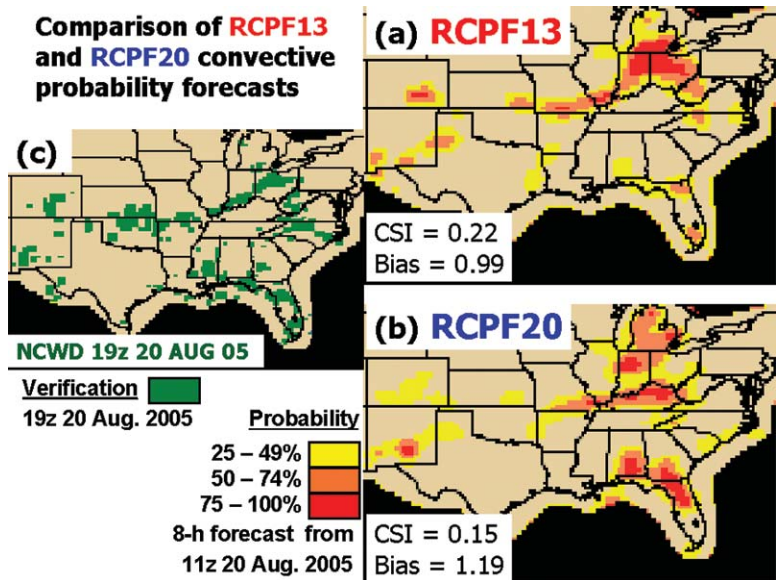 Comparison of RCPF13
and RCPF20 convective
probability forecasts
(a) RCPF13
CSI = 0.22
Bias = 0.99
(c)
NCWD 19z 20 AUG 05
(b) RCPF20
CSI = 0.15
Bias = 1.19
Verification
19z 20 Aug. 2005
Probability
25 – 49%
50 – 74%
75 – 100%
8-h forecast from
11z 20 Aug. 2005